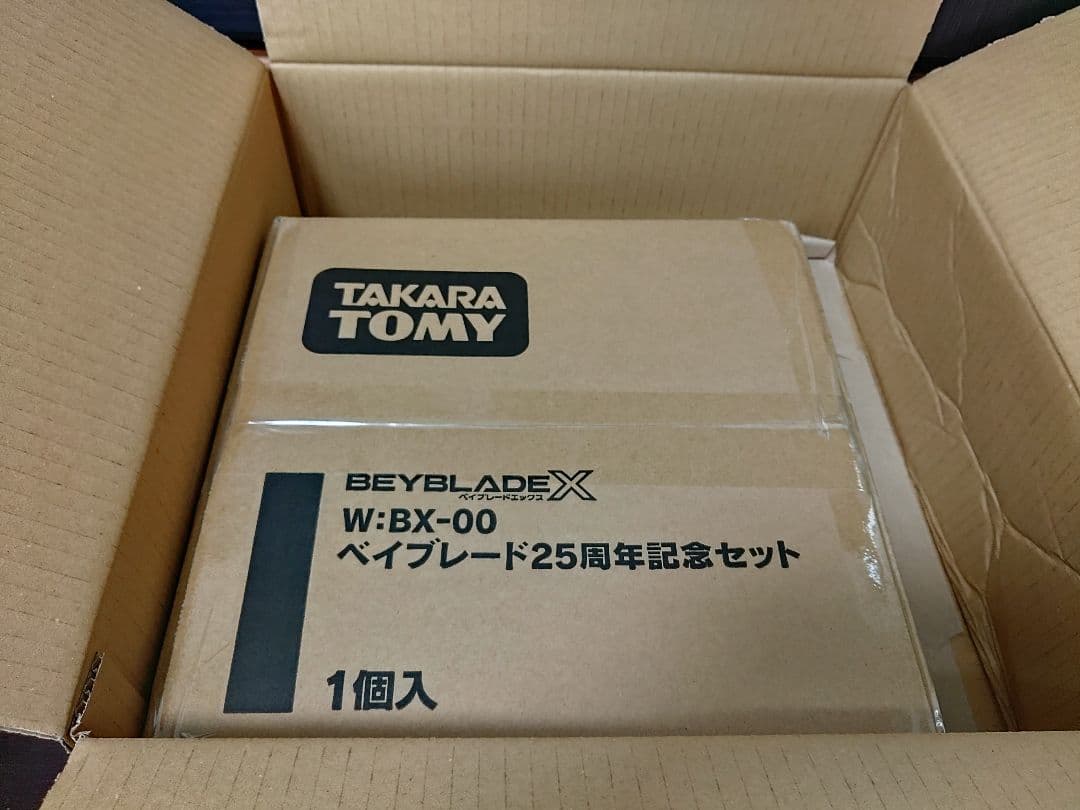 TAKARA
TOMY
BEYBLADE X
ベイブレードエックス
W:BX-00
ベイブレード25周年記念セット
1個入